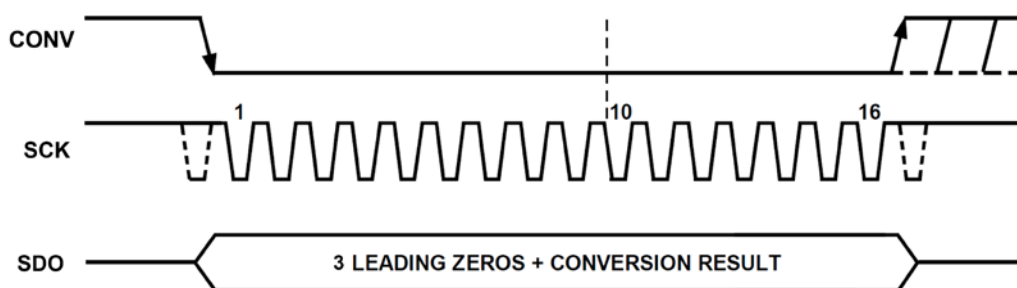 CONV
1 10 16
SCK
SDO 3 LEADING ZEROS + CONVERSION RESULT